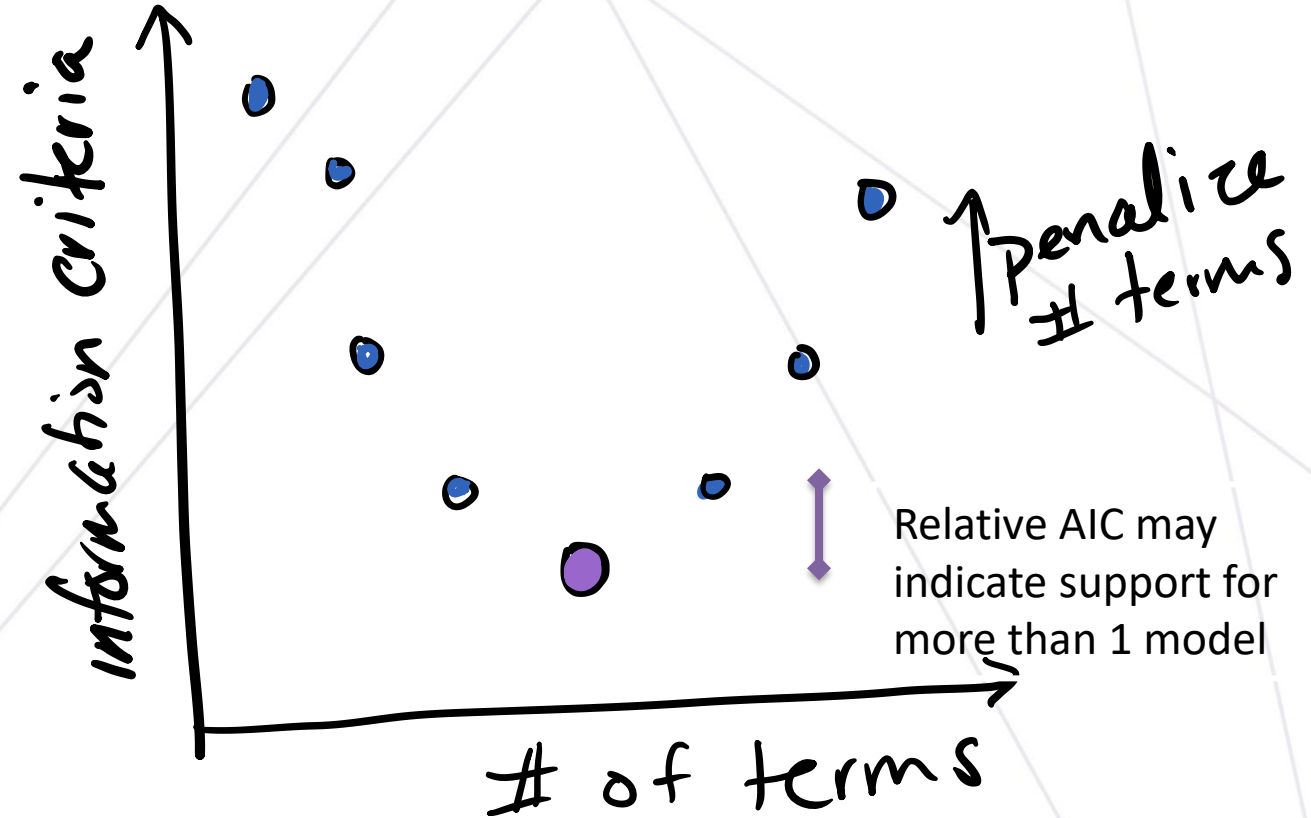 Information criteria
Penalize
# terms
Relative AIC may
indicate support for
more than 1 model
# of terms